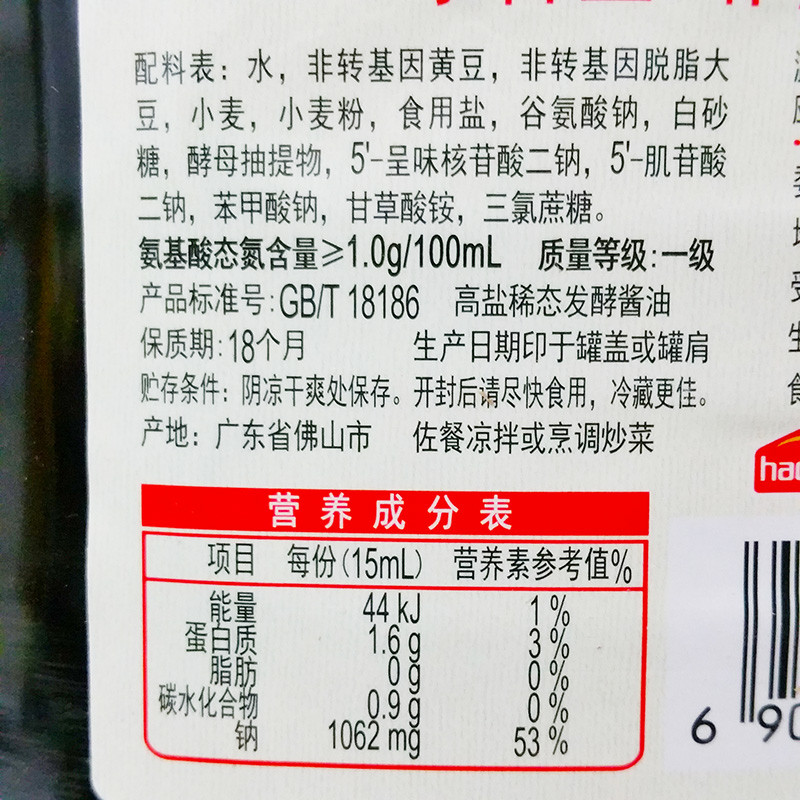 配料表：水，非转基因黄豆，非转基因脱脂大
豆，小麦，小麦粉，食用盐，谷氨酸钠，白砂
糖，酵母抽提物，5'-呈味核苷酸二钠，5'-肌苷酸
二钠，苯甲酸钠，甘草酸铵，三氯蔗糖。
氨基酸态氮含量≥1.0g/100mL 质量等级：一级
产品标准号：GB/T 18186 高盐稀态发酵酱油
保质期：18个月 生产日期印于罐盖或罐肩
贮存条件：阴凉干爽处保存。开封后请尽快食用，冷藏更佳。
产地：广东省佛山市 佐餐凉拌或烹调炒菜
营养成分表
项目 每份(15mL) 营养素参考值%
能量 44 kJ 1%
蛋白质 1.6 g 3%
脂肪 0 g 0%
碳水化合物 0.9 g 0%
钠 1062 mg 53%
6 90